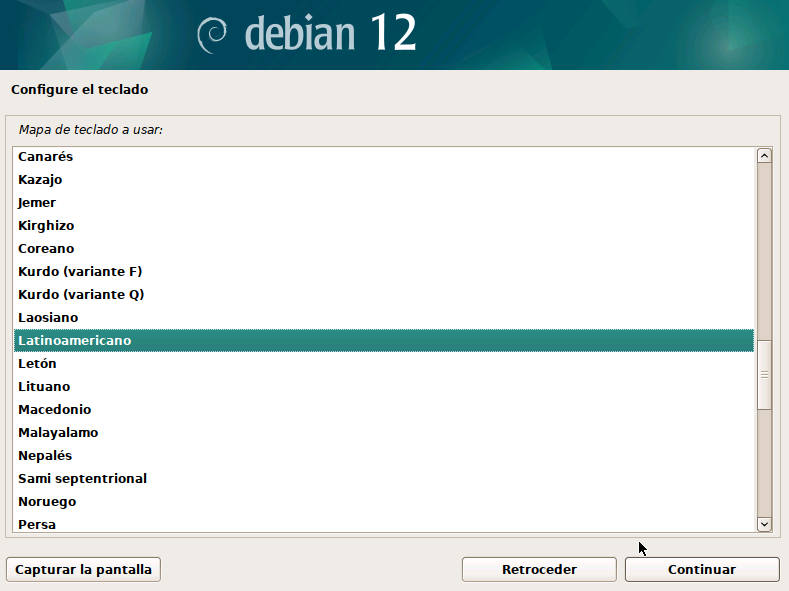 debian 12
Configure el teclado
Mapa de teclado a usar:
Canarés
Kazajo
Jemer
Kirghizo
Coreano
Kurdo (variante F)
Kurdo (variante Q)
Laosiano
Latinoamericano
Letón
Lituano
Macedonio
Malayalamo
Nepalés
Sami septentrional
Noruego
Persa
Capturar la pantalla
Retroceder
Continuar